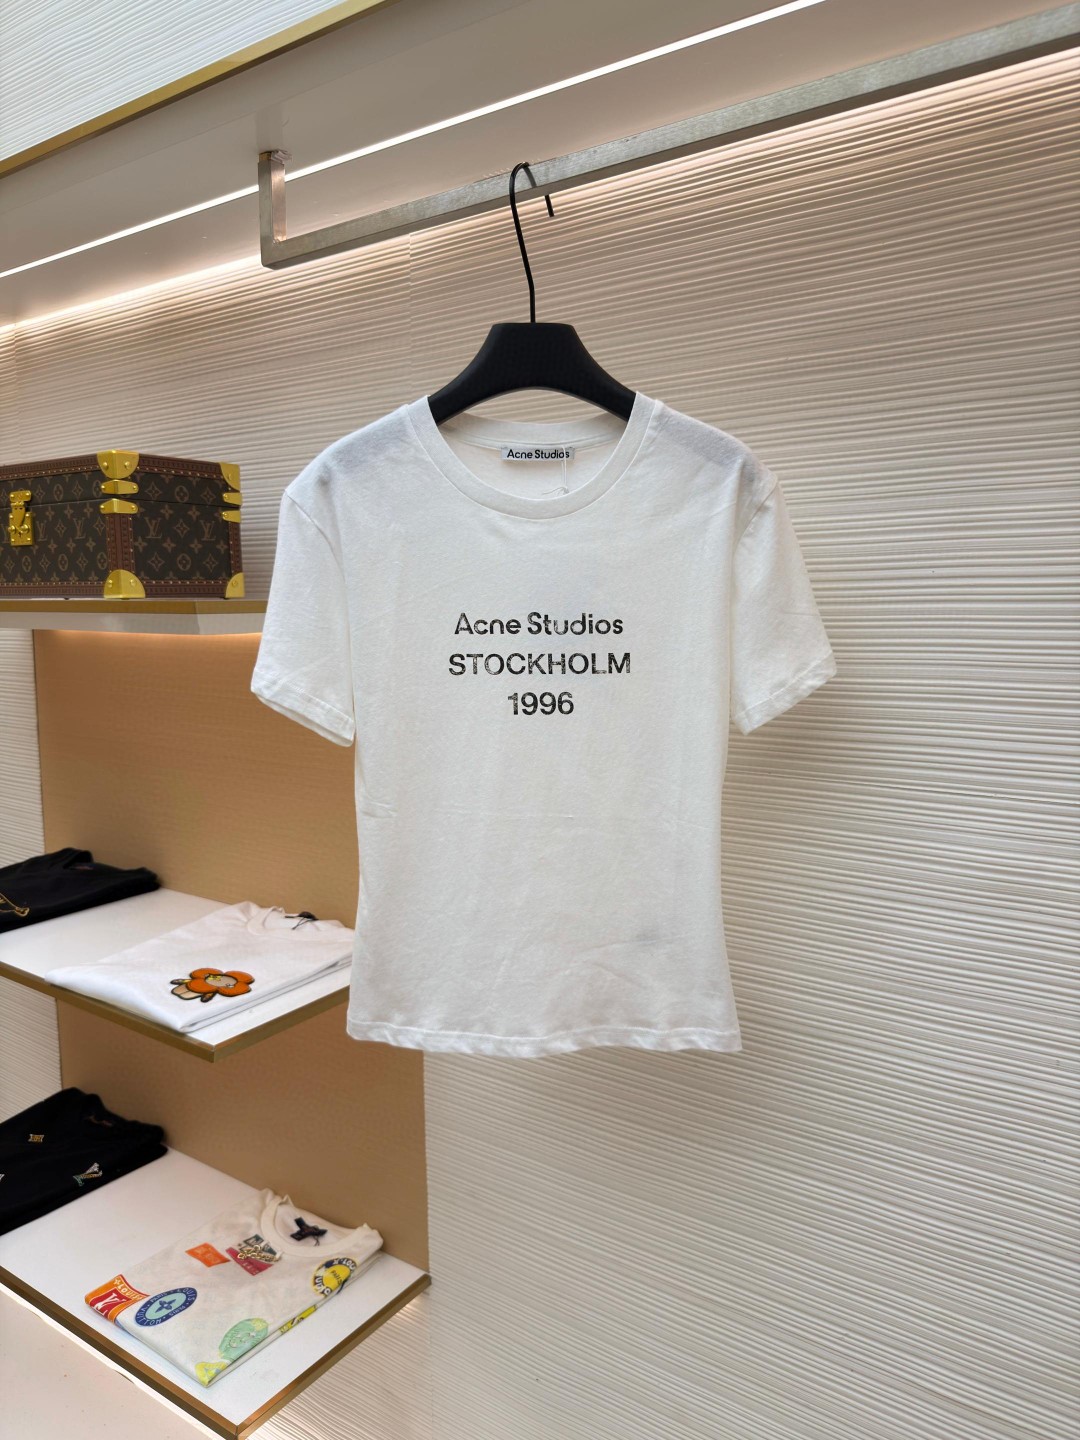 Acne Studios
Acne Studios
STOCKHOLM
1996